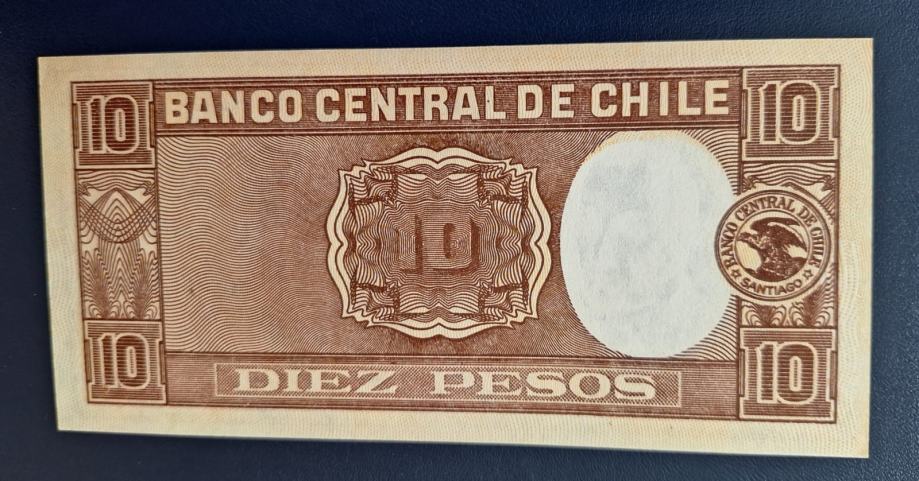 10 BANCO CENTRAL DE CHILE 10
10
BANCO CENTRAL DE CHILE
SANTIAGO
10 DIEZ PESOS 10